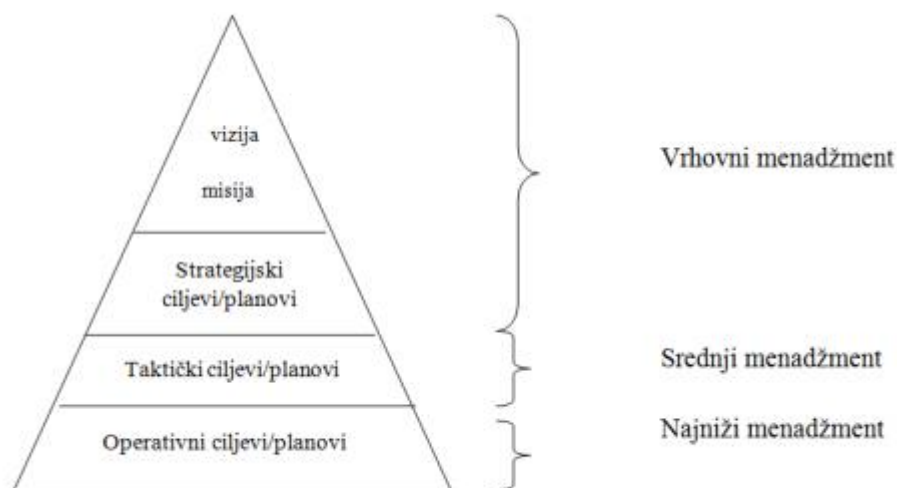 vizija
misija
Strategijski
ciljevi/planovi
Taktički ciljevi/planovi
Operativni ciljevi/planovi
Vrhovni menadžment
Srednji menadžment
Najniži menadžment